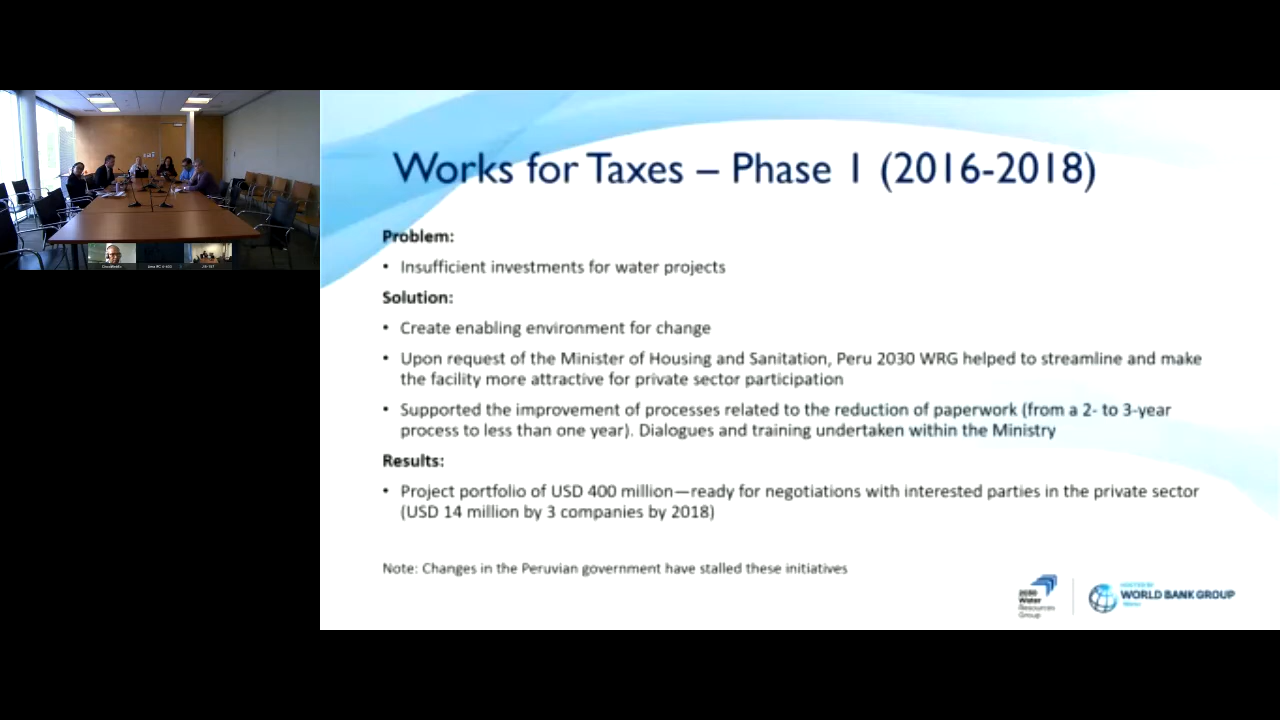 Works for Taxes – Phase 1 (2016-2018)
Problem:
• Insufficient investments for water projects
Solution:
• Create enabling environment for change
• Upon request of the Minister of Housing and Sanitation, Peru 2030 WRG helped to streamline and make
the facility more attractive for private sector participation
• Supported the improvement of processes related to the reduction of paperwork (from a 2- to 3-year
process to less than one year). Dialogues and training undertaken within the Ministry
Results:
• Project portfolio of USD 400 million—ready for negotiations with interested parties in the private sector
(USD 14 million by 3 companies by 2018)
Note: Changes in the Peruvian government have stalled these initiatives
2030
Water
Resources
Group
HOSTED BY
WORLD BANK GROUP